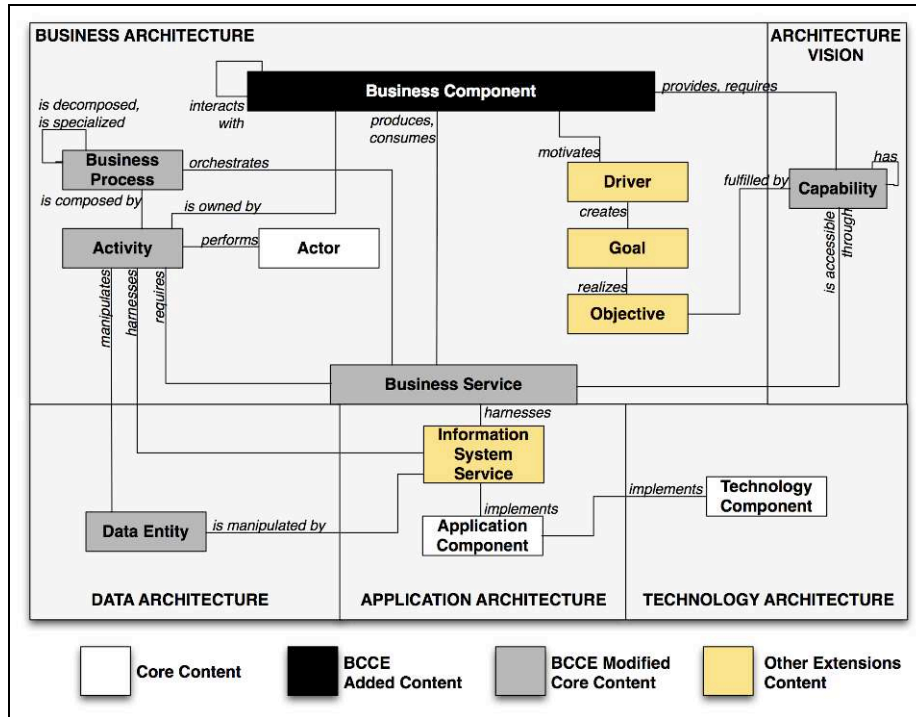 BUSINESS ARCHITECTURE
ARCHITECTURE
VISION
Business Component
provides, requires
interacts
with
is decomposed,
is specialized
produces,
consumes
Business
Process
orchestrates
motivates
Driver
fulfilled by
has
Capability
is composed by
is owned by
creates
Activity
performs
Actor
Goal
is accessible
through
manipulates
harnesses
requires
realizes
Objective
Business Service
harnesses
Information
System
Service
implements
Technology
Component
Data Entity
is manipulated by
implements
Application
Component
DATA ARCHITECTURE
APPLICATION ARCHITECTURE
TECHNOLOGY ARCHITECTURE
Core Content
BCCE
Added Content
BCCE Modified
Core Content
Other Extensions
Content